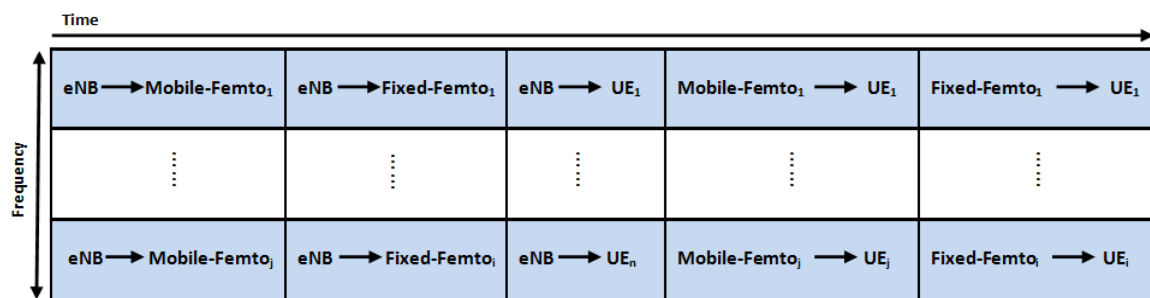 Time
Frequency
eNB → Mobile-Femto₁ eNB → Fixed-Femto₁ eNB → UE₁ Mobile-Femto₁ → UE₁ Fixed-Femto₁ → UE₁
⋮ ⋮ ⋮ ⋮ ⋮
eNB → Mobile-Femtoⱼ eNB → Fixed-Femtoᵢ eNB → UEₙ Mobile-Femtoⱼ → UEⱼ Fixed-Femtoᵢ → UEᵢ